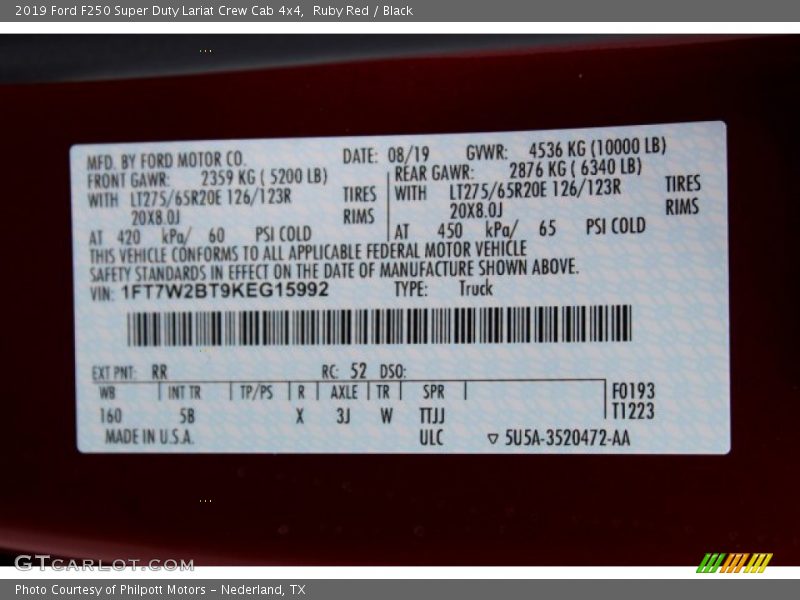 2019 Ford F250 Super Duty Lariat Crew Cab 4x4,  Ruby Red / Black
MFD. BY FORD MOTOR CO. DATE: 08/19 GVWR: 4536 KG (10000 LB)
FRONT GAWR: 2359 KG ( 5200 LB) REAR GAWR: 2876 KG ( 6340 LB)
WITH LT275/65R20E 126/123R TIRES WITH LT275/65R20E 126/123R TIRES
20X8.0J RIMS 20X8.0J RIMS
AT 420 kPa/ 60 PSI COLD AT 450 kPa/ 65 PSI COLD
THIS VEHICLE CONFORMS TO ALL APPLICABLE FEDERAL MOTOR VEHICLE
SAFETY STANDARDS IN EFFECT ON THE DATE OF MANUFACTURE SHOWN ABOVE.
VIN: 1FT7W2BT9KEG15992 TYPE: Truck
EXT PNT: RR RC: 52 DSO:
WB INT TR TP/PS R AXLE TR SPR F0193
160 5B X 3J W TTJJ T1223
MADE IN U.S.A. ULC 5U5A-3520472-AA
GTCARLOT.COM
Photo Courtesy of Philpott Motors - Nederland, TX